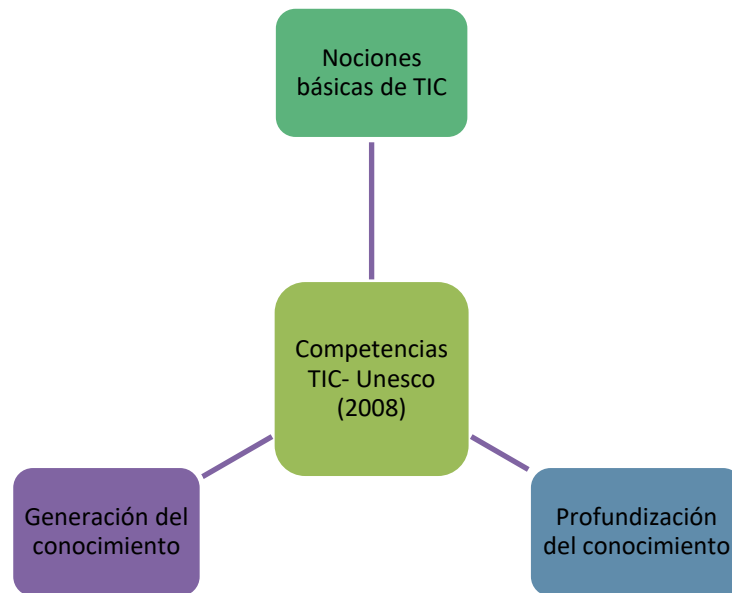 Nociones
básicas de TIC
Competencias
TIC- Unesco
(2008)
Generación del
conocimiento
Profundización
del conocimiento